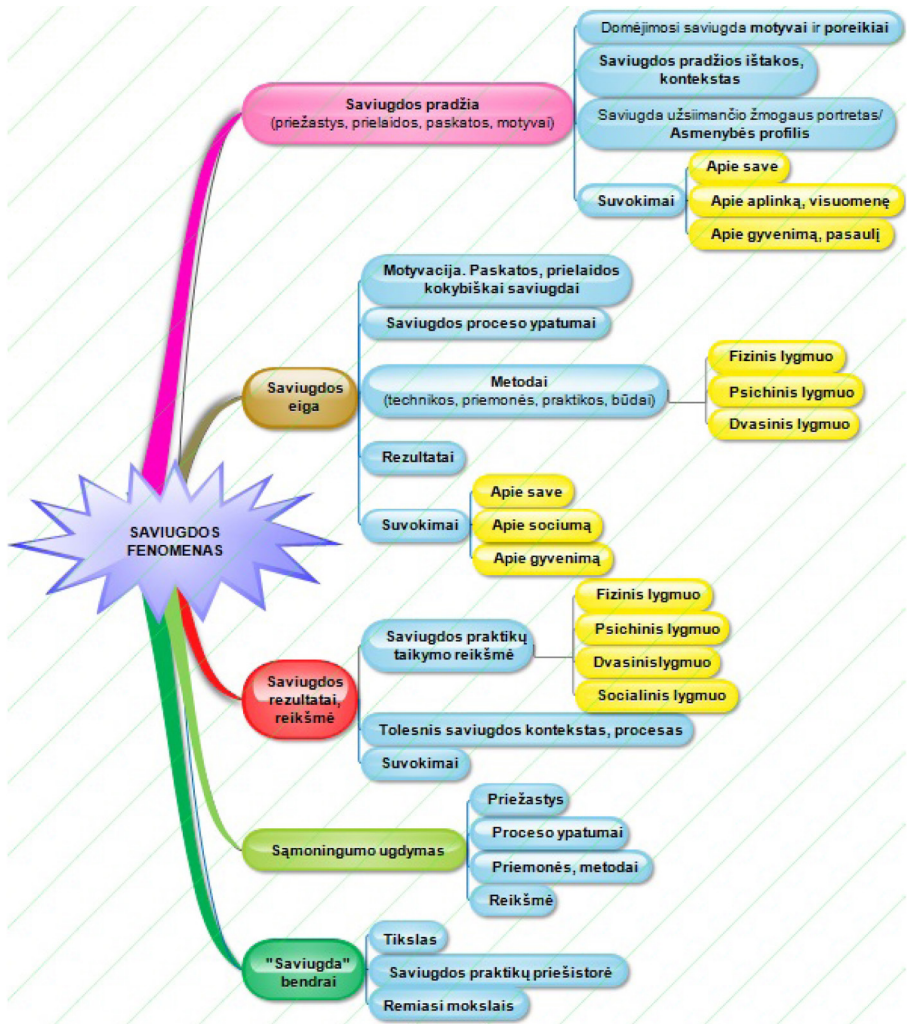 Domėjimosi saviugda motyvai ir poreikiai
Saviugdos pradžios ištakos,
kontekstas
Saviugdos pradžia
(priežastys, prielaidos, paskatos, motyvai)
Saviugda užsiimančio žmogaus portretas/
Asmenybės profilis
Suvokimai
Apie save
Apie aplinką, visuomenę
Apie gyvenimą, pasaulį
Saviugdos
eiga
Motyvacija. Paskatos, prielaidos
kokybiškai saviugdai
Saviugdos proceso ypatumai
Metodai
(technikos, priemonės, praktikos, būdai)
Fizinis lygmuo
Psichinis lygmuo
Dvasinis lygmuo
Rezultatai
Suvokimai
Apie save
Apie sociumą
Apie gyvenimą
SAVIUGDOS
FENOMENAS
Saviugdos
rezultatai,
reikšmė
Saviugdos praktikų
taikymo reikšmė
Fizinis lygmuo
Psichinis lygmuo
Dvasinislygmuo
Socialinis lygmuo
Tolesnis saviugdos kontekstas, procesas
Suvokimai
Sąmoningumo ugdymas
Priežastys
Proceso ypatumai
Priemonės, metodai
Reikšmė
"Saviugda"
bendrai
Tikslas
Saviugdos praktikų priešistorė
Remiasi mokslais